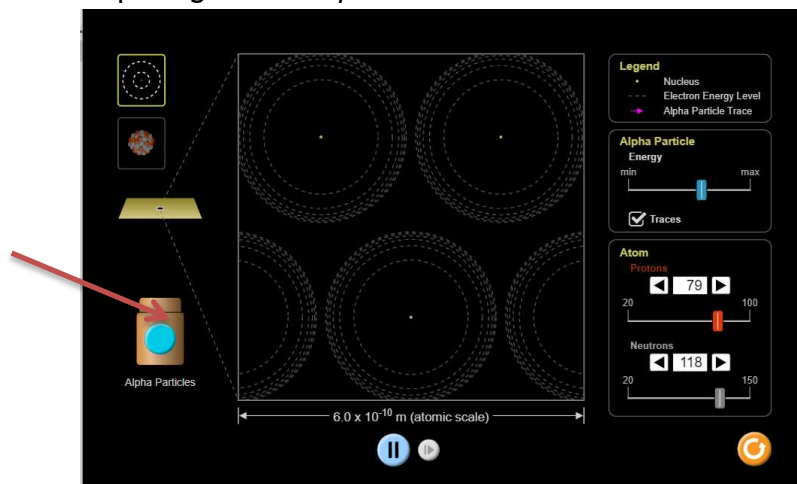 Legend
Nucleus
Electron Energy Level
Alpha Particle Trace
Alpha Particle
Energy
min max
Traces
Atom
Protons
79
20 100
Neutrons
118
20 150
Alpha Particles
6.0 x 10⁻¹⁰ m (atomic scale)